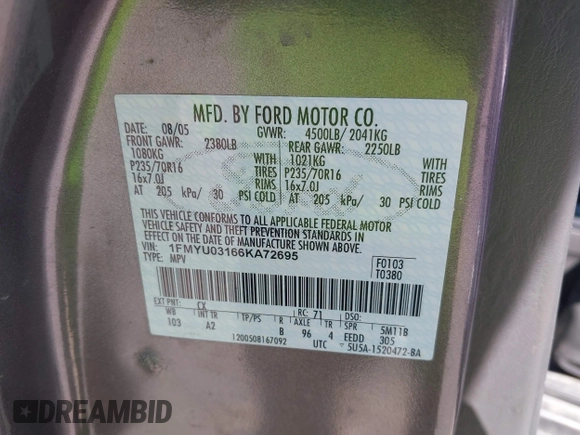 MFD. BY FORD MOTOR CO.
DATE: 08/05 GVWR: 4500LB/ 2041KG
FRONT GAWR: 2380LB REAR GAWR: 2250LB
1080KG WITH 1021KG WITH
P235/70R16 TIRES P235/70R16 TIRES
16x7.0J RIMS 16x7.0J RIMS
AT 205 kPa/ 30 PSI COLD AT 205 kPa/ 30 PSI COLD
THIS VEHICLE CONFORMS TO ALL APPLICABLE FEDERAL MOTOR
VEHICLE SAFETY AND THEFT PREVENTION STANDARDS IN
EFFECT ON THE DATE OF MANUFACTURE SHOWN ABOVE.
VIN: 1FMYU03166KA72695 F0103
TYPE: MPV T0380
EXT PNT: CX RC: 71 DSO:
WB INT TR TP/PS R AXLE TR SPR 5M11B
103 A2 B 96 4 EEDD 305
1200508167092 UTC 5U5A-1520472-BA
DREAMBID